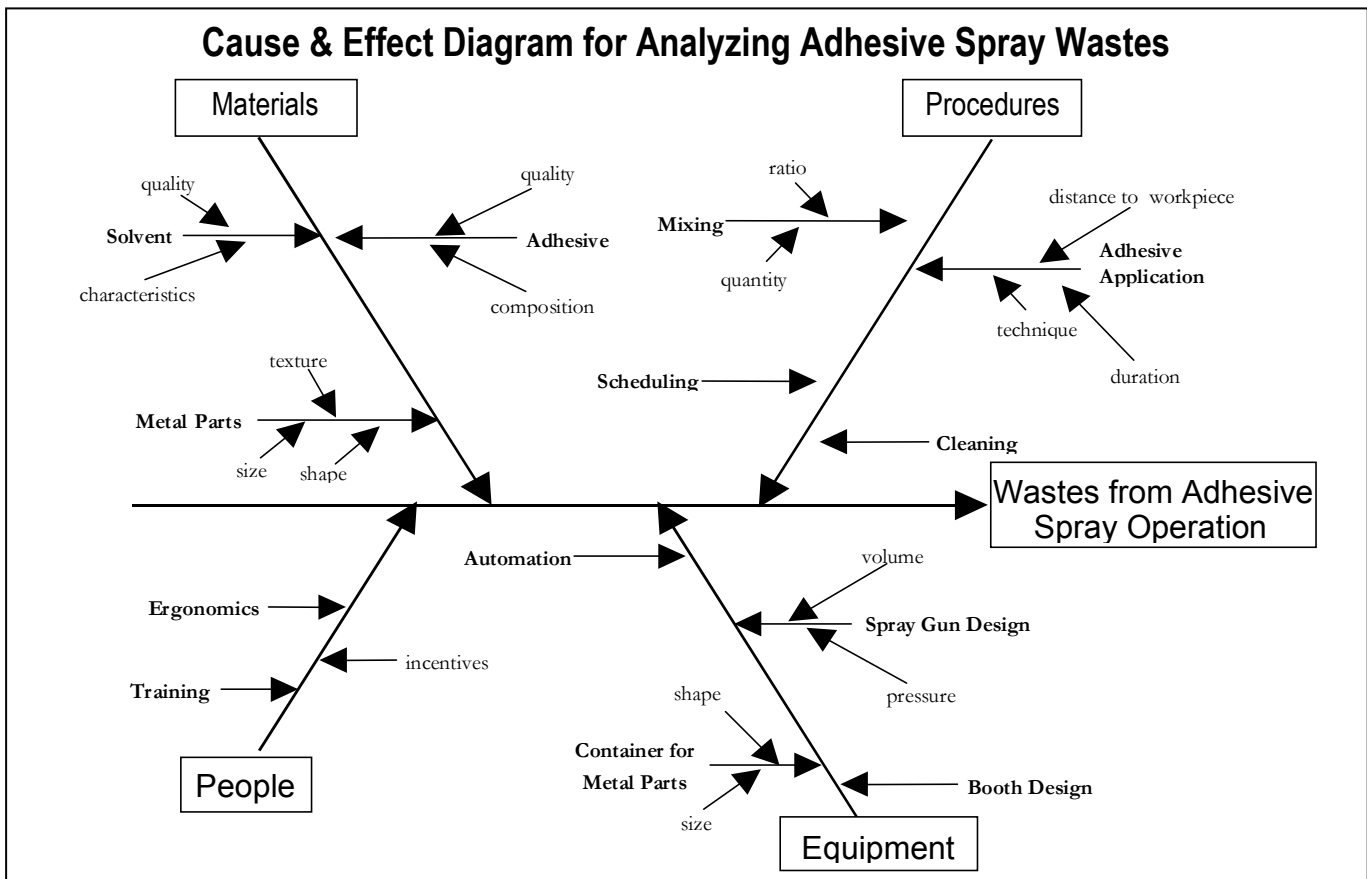 Cause & Effect Diagram for Analyzing Adhesive Spray Wastes
Materials
Procedures
quality
Solvent
characteristics
quality
Adhesive
composition
texture
Metal Parts
size
shape
ratio
Mixing
quantity
distance to workpiece
Adhesive
Application
technique
duration
Scheduling
Cleaning
Wastes from Adhesive
Spray Operation
Ergonomics
incentives
Training
People
Automation
volume
Spray Gun Design
pressure
shape
Container for
Metal Parts
size
Booth Design
Equipment